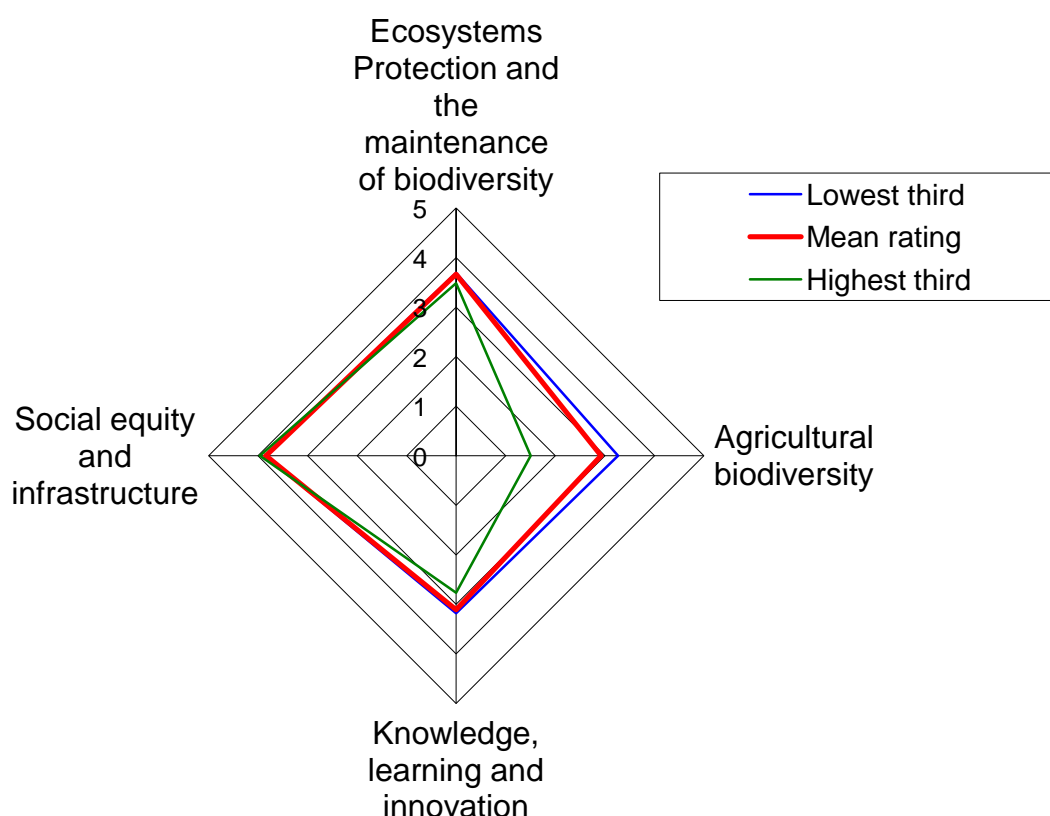 Ecosystems
Protection and
the
maintenance
of biodiversity
Lowest third
Mean rating
Highest third
5
4
3
2
1
0
Social equity
and
infrastructure
Agricultural
biodiversity
Knowledge,
learning and
innovation